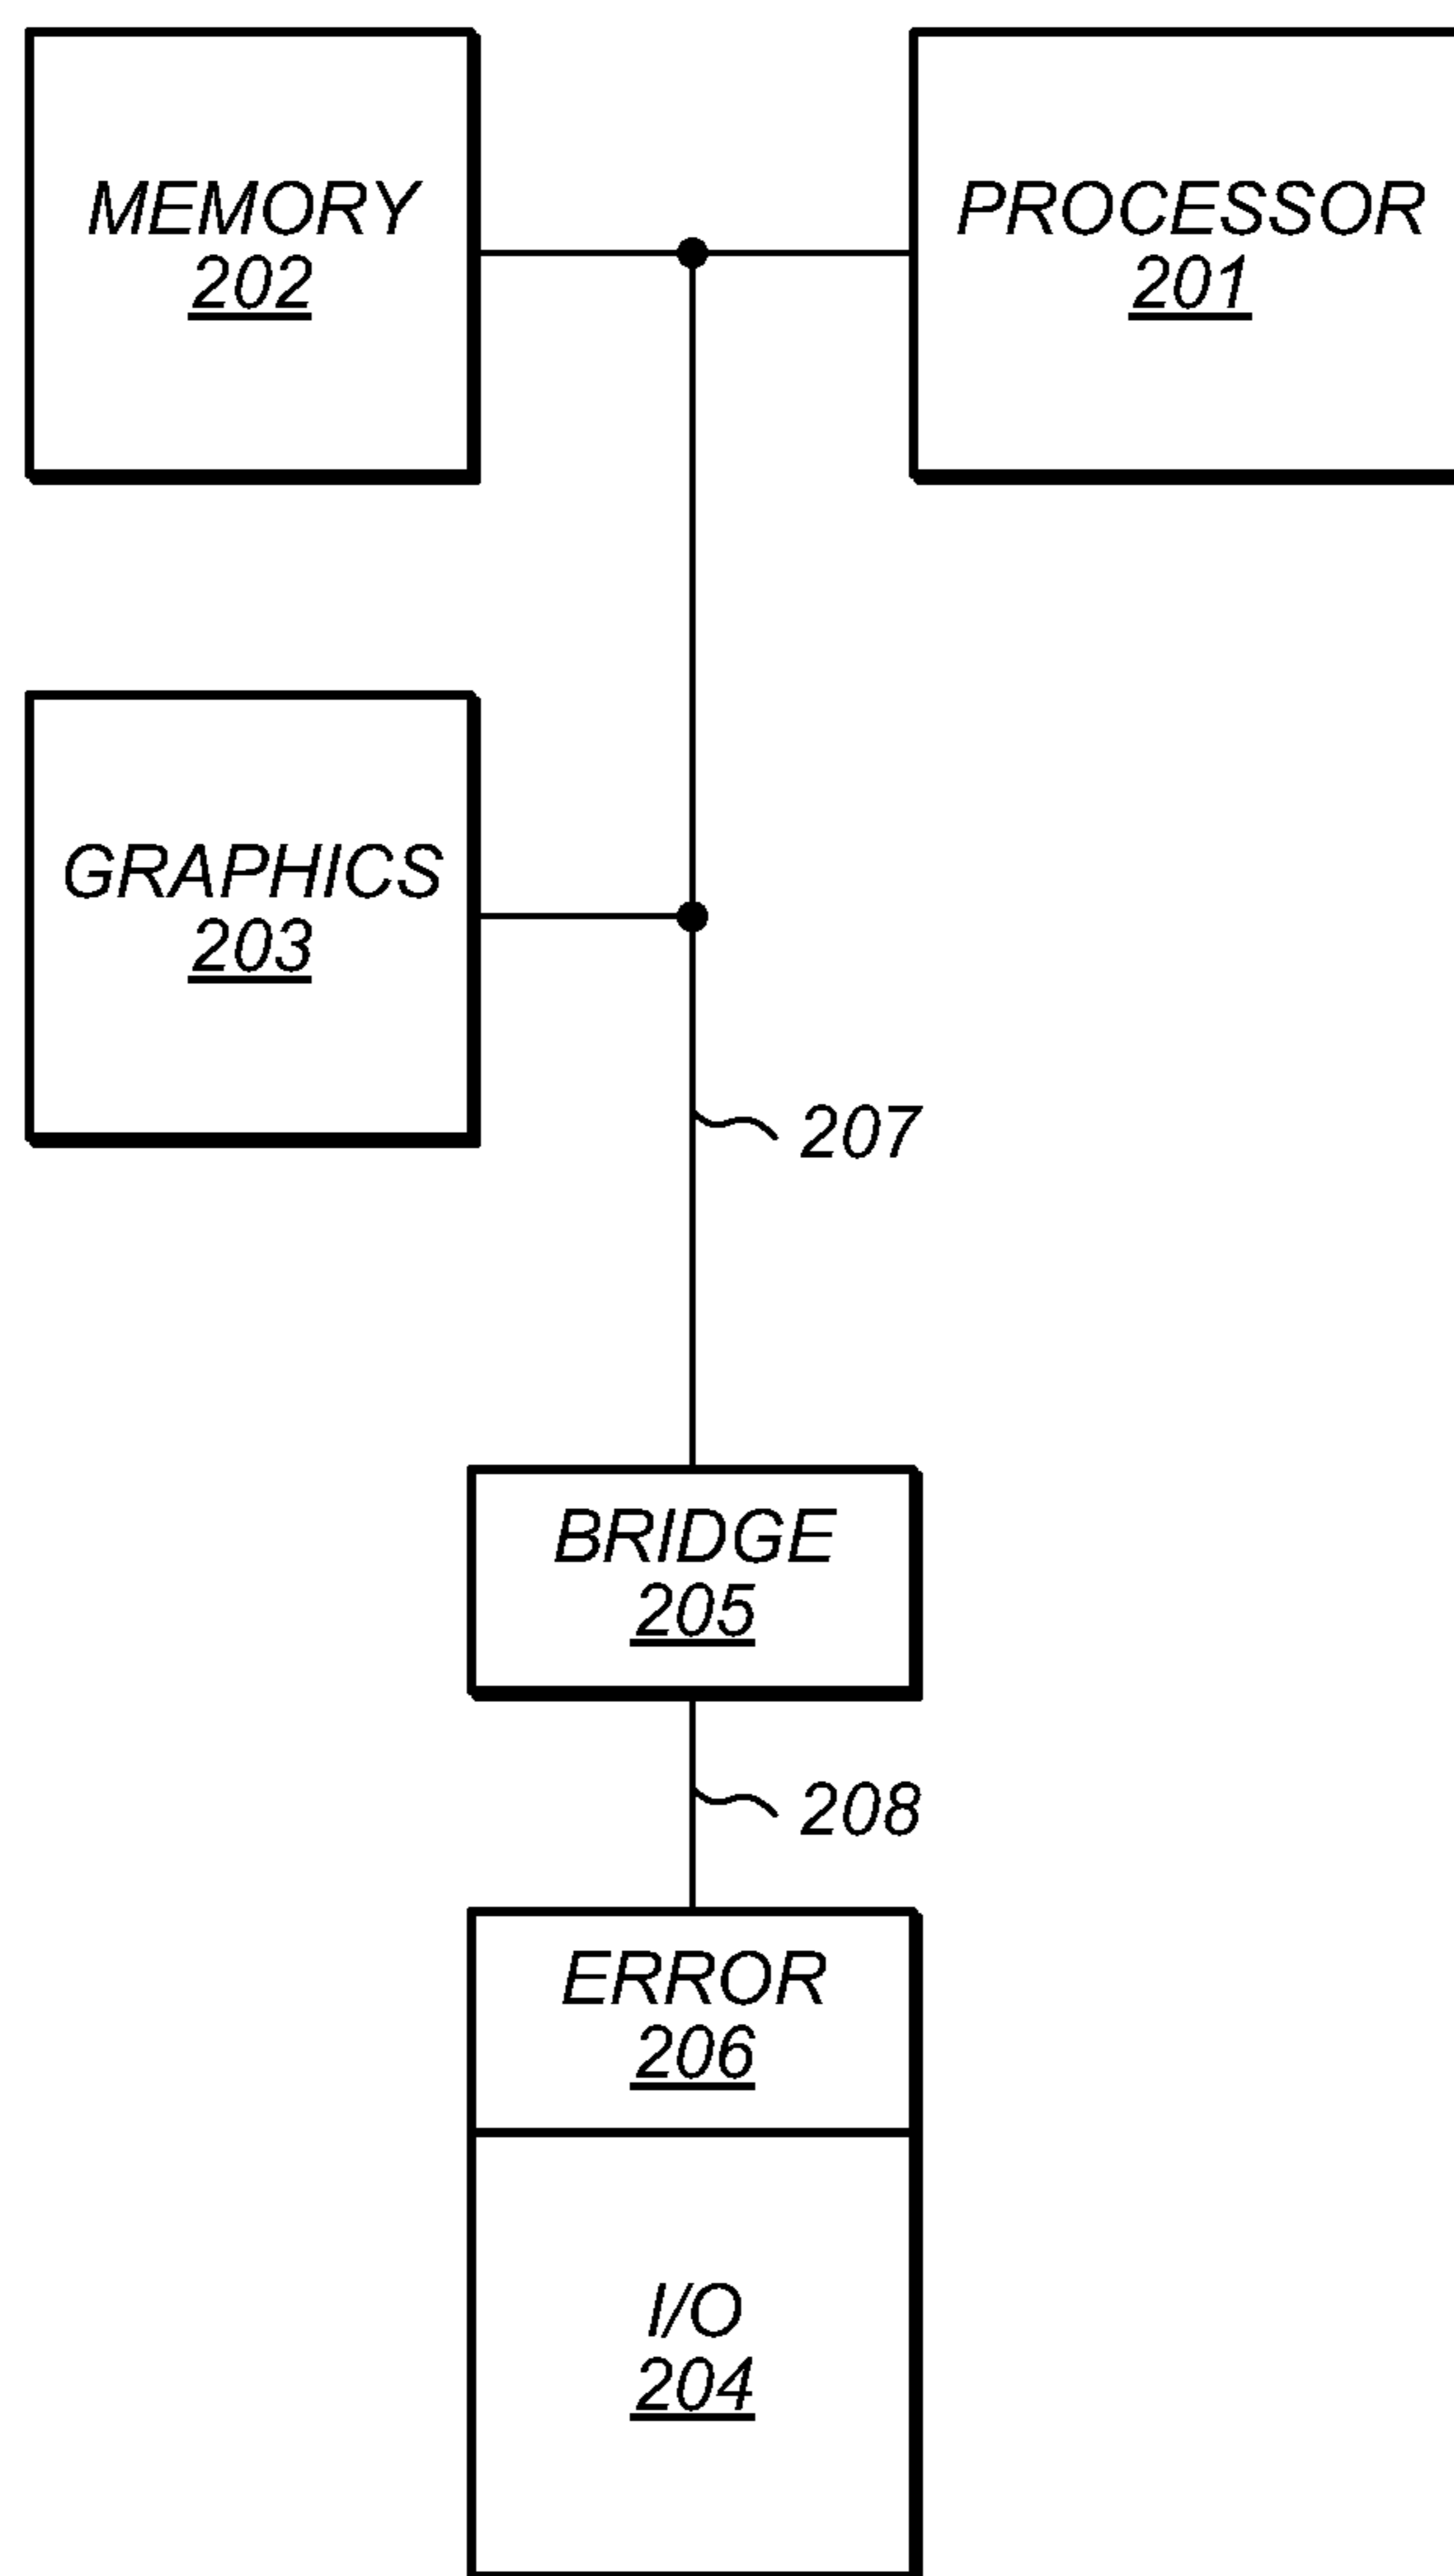 MEMORY
202
PROCESSOR
201
GRAPHICS
203
207
BRIDGE
205
208
ERROR
206
I/O
204